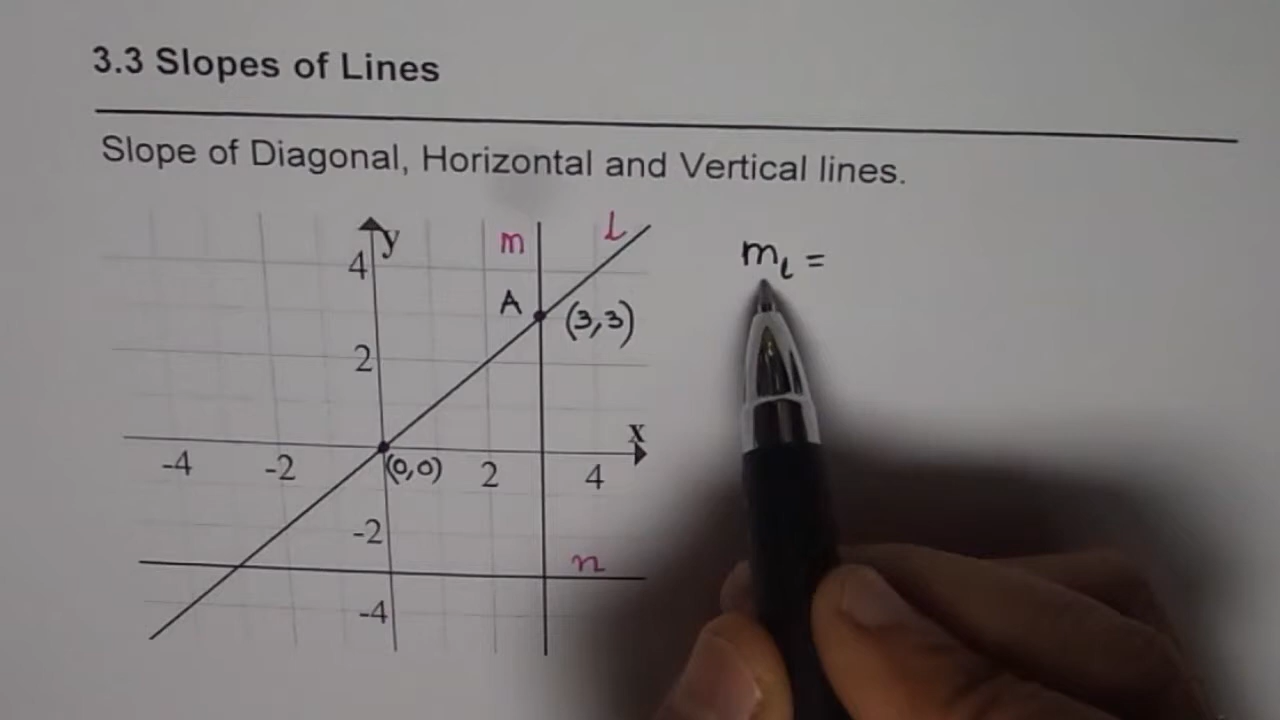 3.3 Slopes of Lines
Slope of Diagonal, Horizontal and Vertical lines.
m l
y
4
A (3,3)
2
x
-4 -2 (0,0) 2 4
-2
n
-4
m_l =